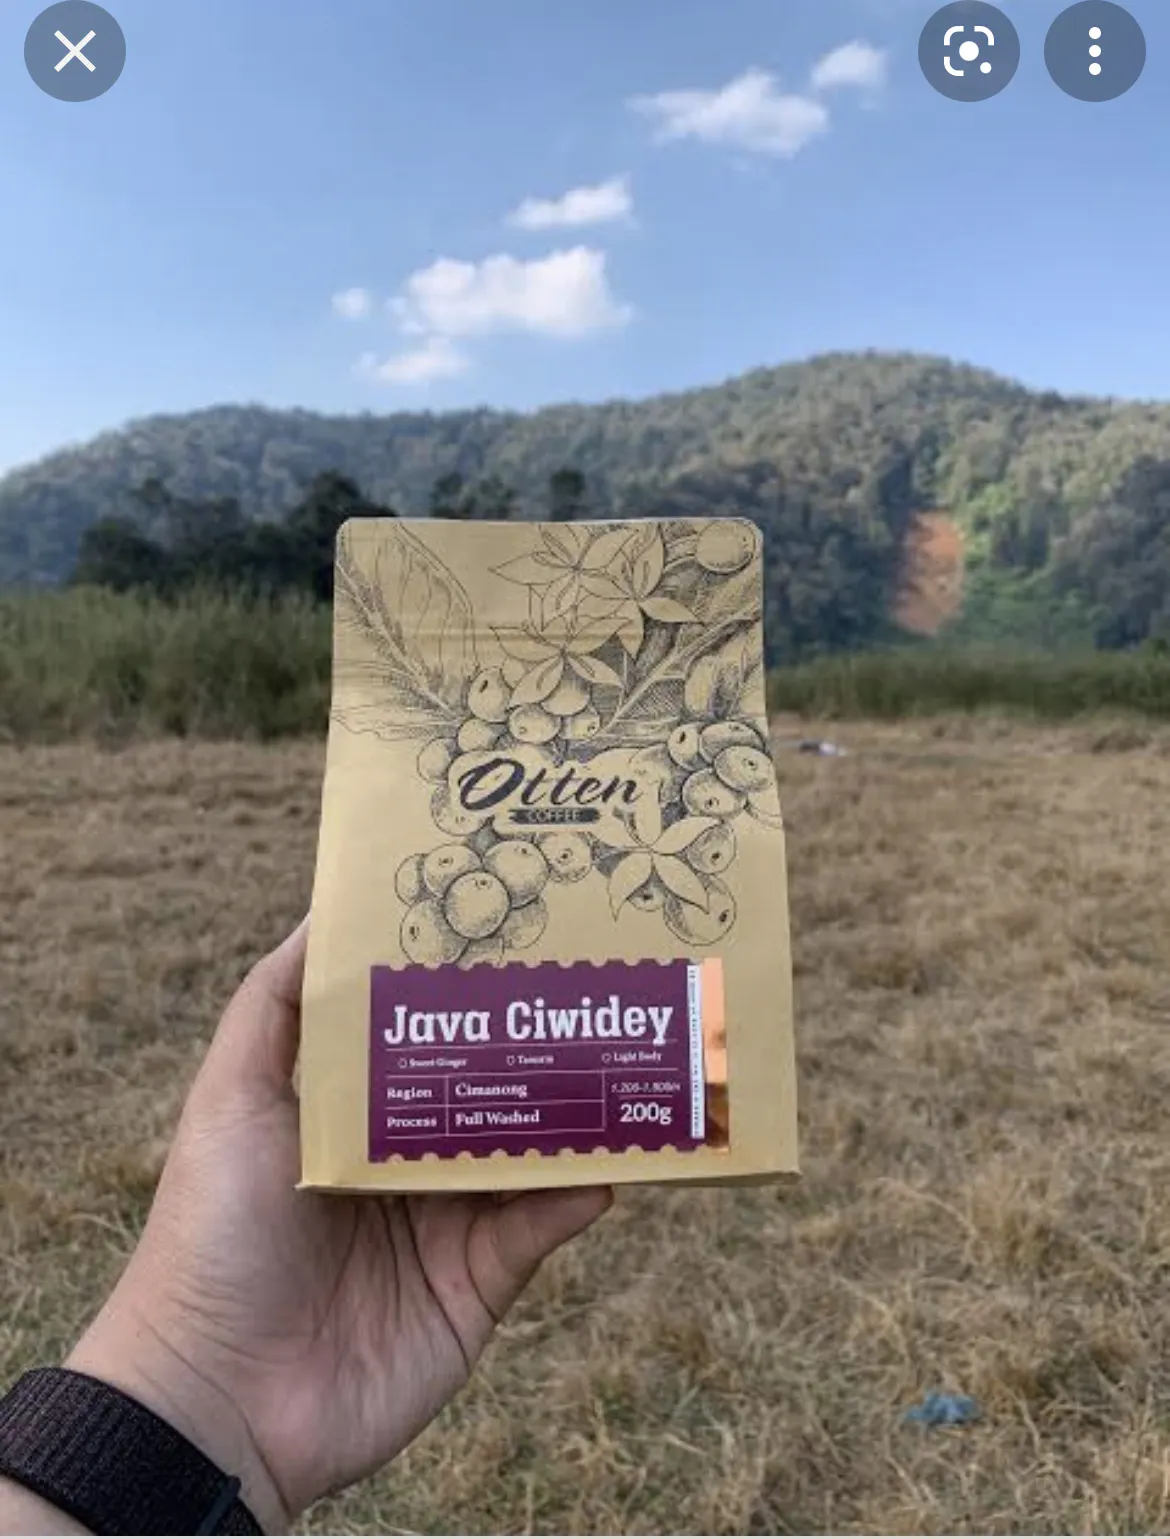 Otten
COFFEE
Java Ciwidey
Sweet Ginger
Tamarin
Light Body
Region
Cimanong
Process
Full Washed
200g